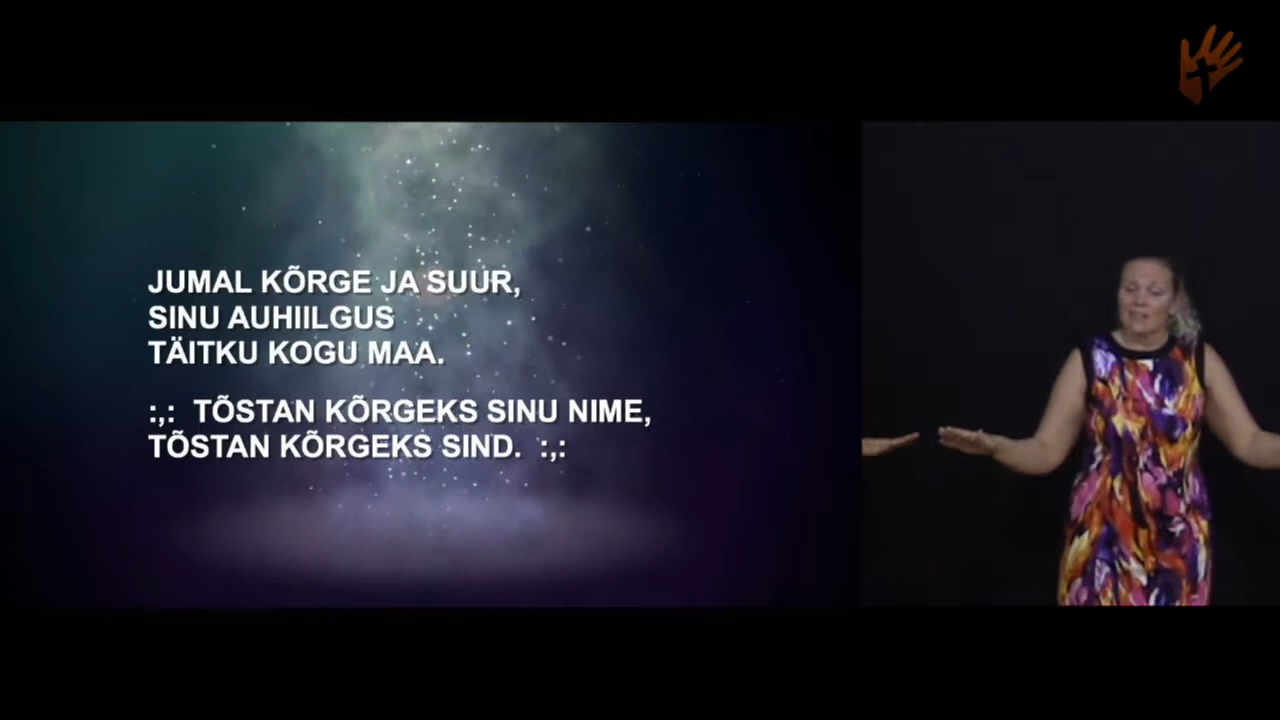 JUMAL KÕRGE JA SUUR,
SINU AUHIILGUS
TÄITKU KOGU MAA.
:,: TÕSTAN KÕRGEKS SINU NIME,
TÕSTAN KÕRGEKS SIND. :,: